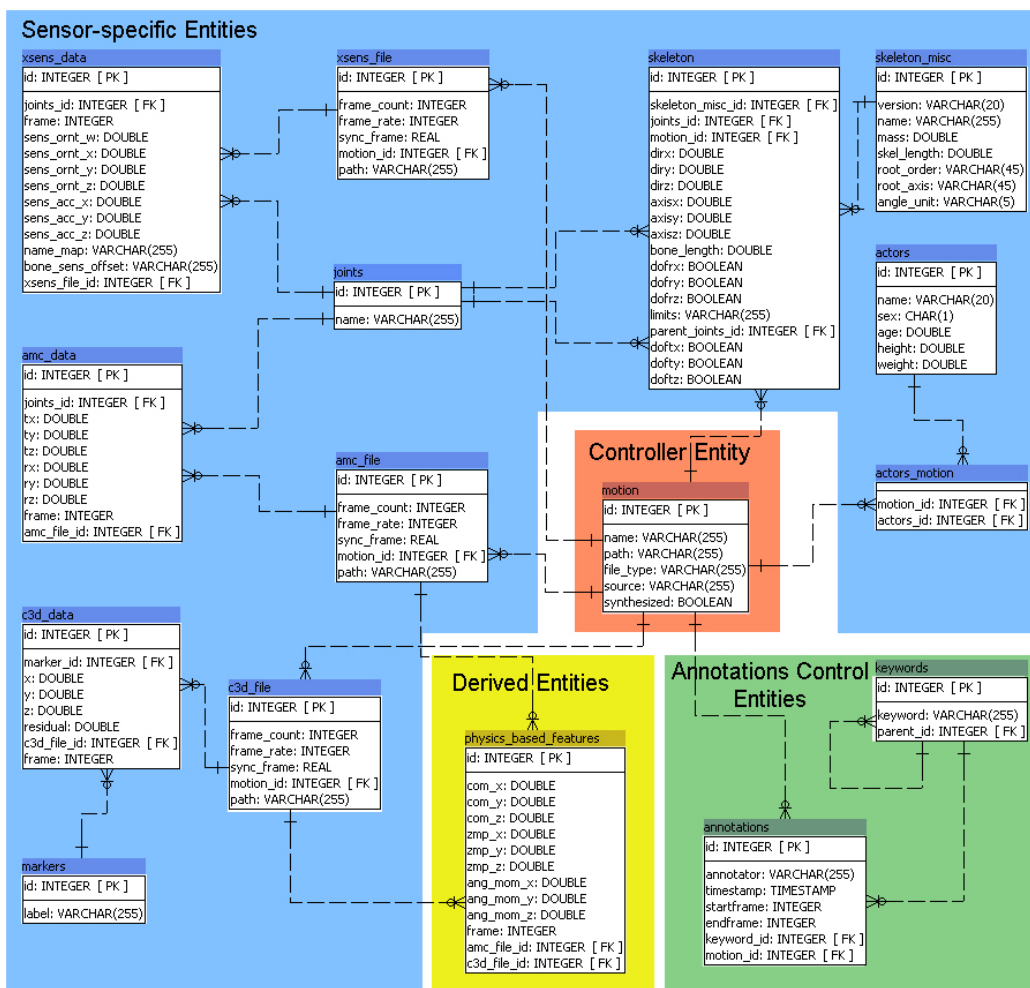 Sensor-specific Entities
xsens_data
id: INTEGER [ PK ]
joints_id: INTEGER [ FK ]
frame: INTEGER
sens_ornt_w: DOUBLE
sens_ornt_x: DOUBLE
sens_ornt_y: DOUBLE
sens_ornt_z: DOUBLE
sens_acc_x: DOUBLE
sens_acc_y: DOUBLE
sens_acc_z: DOUBLE
name_map: VARCHAR(255)
bone_sens_offset: VARCHAR(255)
xsens_file_id: INTEGER [ FK ]
xsens_file
id: INTEGER [ PK ]
frame_count: INTEGER
frame_rate: INTEGER
sync_frame: REAL
motion_id: INTEGER [ FK ]
path: VARCHAR(255)
skeleton
id: INTEGER [ PK ]
skeleton_misc_id: INTEGER [ FK ]
joints_id: INTEGER [ FK ]
motion_id: INTEGER [ FK ]
dirx: DOUBLE
diry: DOUBLE
dirz: DOUBLE
axisx: DOUBLE
axisy: DOUBLE
axisz: DOUBLE
bone_length: DOUBLE
dofrx: BOOLEAN
dofry: BOOLEAN
dofrz: BOOLEAN
limits: VARCHAR(255)
parent_joints_id: INTEGER [ FK ]
doftx: BOOLEAN
dofty: BOOLEAN
doftz: BOOLEAN
skeleton_misc
id: INTEGER [ PK ]
version: VARCHAR(20)
name: VARCHAR(255)
mass: DOUBLE
skel_length: DOUBLE
root_order: VARCHAR(45)
root_axis: VARCHAR(45)
angle_unit: VARCHAR(5)
joints
id: INTEGER [ PK ]
name: VARCHAR(255)
actors
id: INTEGER [ PK ]
name: VARCHAR(20)
sex: CHAR(1)
age: DOUBLE
height: DOUBLE
weight: DOUBLE
amc_data
id: INTEGER [ PK ]
joints_id: INTEGER [ FK ]
tx: DOUBLE
ty: DOUBLE
tz: DOUBLE
rx: DOUBLE
ry: DOUBLE
rz: DOUBLE
frame: INTEGER
amc_file_id: INTEGER [ FK ]
amc_file
id: INTEGER [ PK ]
frame_count: INTEGER
frame_rate: INTEGER
sync_frame: REAL
motion_id: INTEGER [ FK ]
path: VARCHAR(255)
Controller Entity
motion
id: INTEGER [ PK ]
name: VARCHAR(255)
path: VARCHAR(255)
file_type: VARCHAR(255)
source: VARCHAR(255)
synthesized: BOOLEAN
actors_motion
motion_id: INTEGER [ FK ]
actors_id: INTEGER [ FK ]
c3d_data
id: INTEGER [ PK ]
marker_id: INTEGER [ FK ]
x: DOUBLE
y: DOUBLE
z: DOUBLE
residual: DOUBLE
c3d_file_id: INTEGER [ FK ]
frame: INTEGER
c3d_file
id: INTEGER [ PK ]
frame_count: INTEGER
frame_rate: INTEGER
sync_frame: REAL
motion_id: INTEGER [ FK ]
path: VARCHAR(255)
markers
id: INTEGER [ PK ]
label: VARCHAR(255)
Derived Entities
physics_based_features
id: INTEGER [ PK ]
com_x: DOUBLE
com_y: DOUBLE
com_z: DOUBLE
zmp_x: DOUBLE
zmp_y: DOUBLE
zmp_z: DOUBLE
ang_mom_x: DOUBLE
ang_mom_y: DOUBLE
ang_mom_z: DOUBLE
frame: INTEGER
amc_file_id: INTEGER [ FK ]
c3d_file_id: INTEGER [ FK ]
Annotations Control
Entities
keywords
id: INTEGER [ PK ]
keyword: VARCHAR(255)
parent_id: INTEGER [ FK ]
annotations
id: INTEGER [ PK ]
annotator: VARCHAR(255)
timestamp: TIMESTAMP
startframe: INTEGER
endframe: INTEGER
keyword_id: INTEGER [ FK ]
motion_id: INTEGER [ FK ]